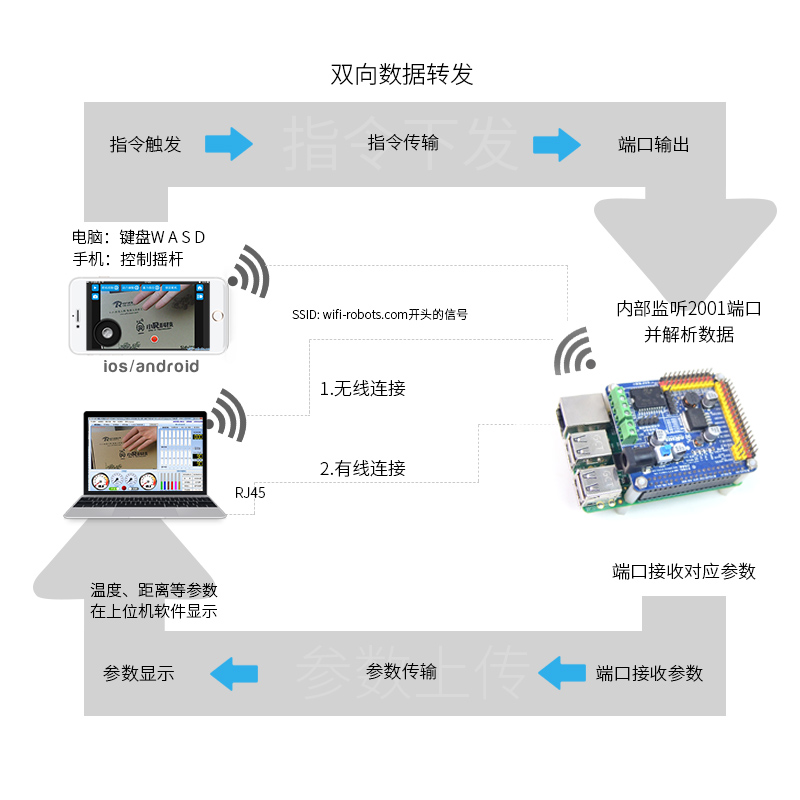 双向数据转发
指令下发
指令触发
指令传输
端口输出
电脑：键盘W A S D
手机：控制摇杆
SSID: wifi-robots.com开头的信号
内部监听2001端口
并解析数据
ios/android
1.无线连接
2.有线连接
RJ45
端口接收对应参数
温度、距离等参数
在上位机软件显示
参数上传
参数显示
参数传输
端口接收参数